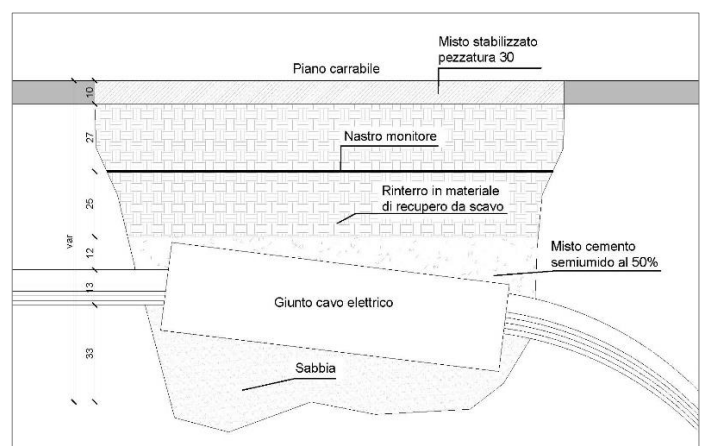 Misto stabilizzato
pezzatura 30
Piano carrabile
10
27
Nastro monitore
Rinterro in materiale
di recupero da scavo
25
var
12
Misto cemento
semiumido al 50%
13
Giunto cavo elettrico
33
Sabbia